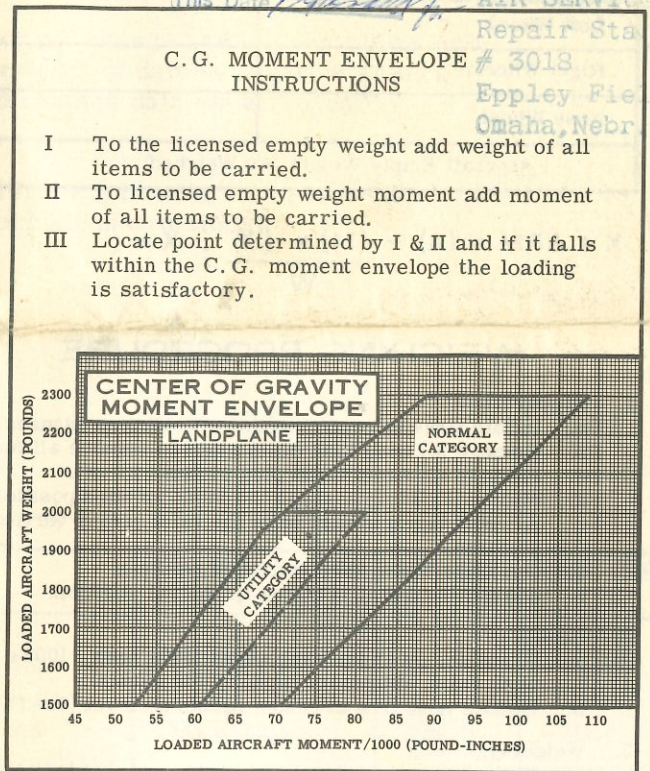 This Date
AIR SERVIC
Repair Sta
# 3018
Eppley Fie
Omaha, Nebr.
C.G. MOMENT ENVELOPE
INSTRUCTIONS
I To the licensed empty weight add weight of all
items to be carried.
II To licensed empty weight moment add moment
of all items to be carried.
III Locate point determined by I & II and if it falls
within the C.G. moment envelope the loading
is satisfactory.
CENTER OF GRAVITY
MOMENT ENVELOPE
LANDPLANE
NORMAL
CATEGORY
UTILITY
CATEGORY
LOADED AIRCRAFT WEIGHT (POUNDS)
2300
2200
2100
2000
1900
1800
1700
1600
1500
45 50 55 60 65 70 75 80 85 90 95 100 105 110
LOADED AIRCRAFT MOMENT/1000 (POUND-INCHES)